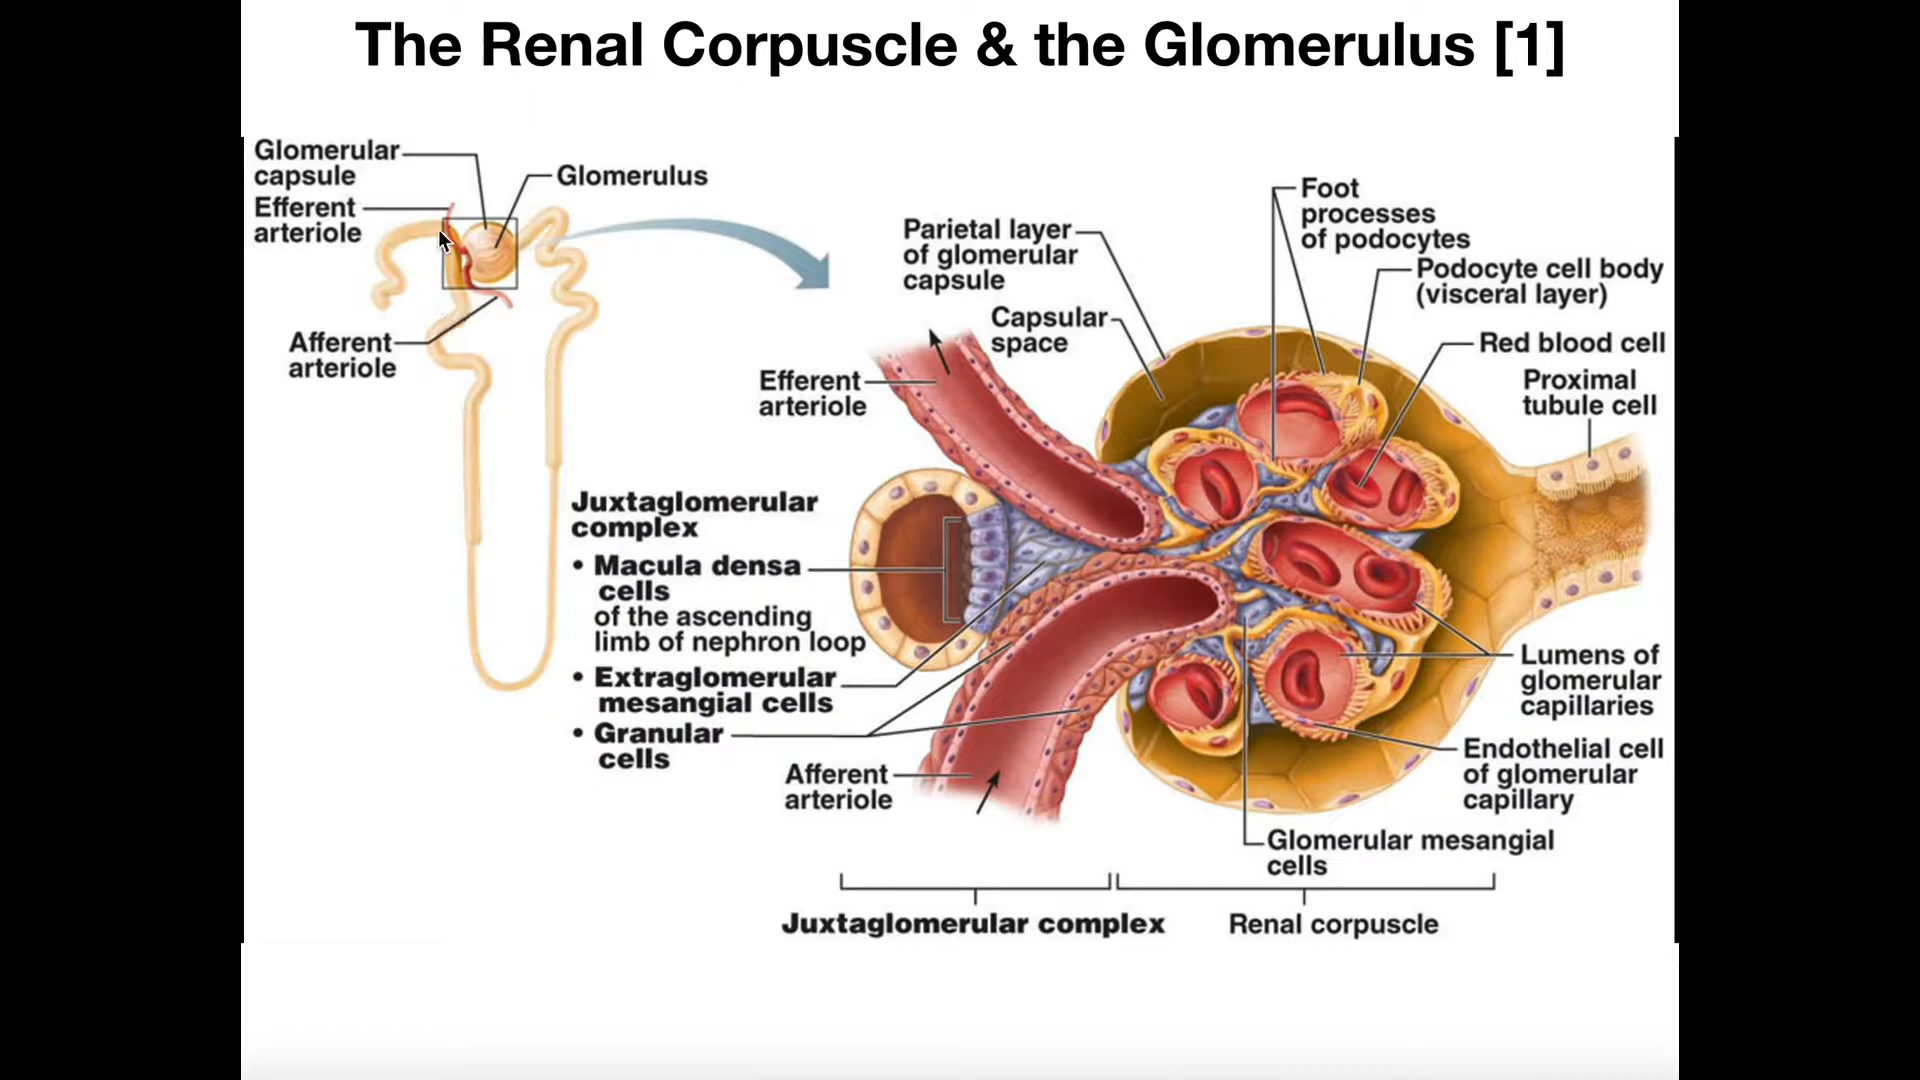 The Renal Corpuscle & the Glomerulus [1]
Glomerular
capsule
Glomerulus
Efferent
arteriole
Afferent
arteriole
Parietal layer
of glomerular
capsule
Capsular
space
Efferent
arteriole
Foot
processes
of podocytes
Podocyte cell body
(visceral layer)
Red blood cell
Proximal
tubule cell
Juxtaglomerular
complex
• Macula densa
cells
of the ascending
limb of nephron loop
• Extraglomerular
mesangial cells
• Granular
cells
Afferent
arteriole
Lumens of
glomerular
capillaries
Endothelial cell
of glomerular
capillary
Glomerular mesangial
cells
Juxtaglomerular complex
Renal corpuscle